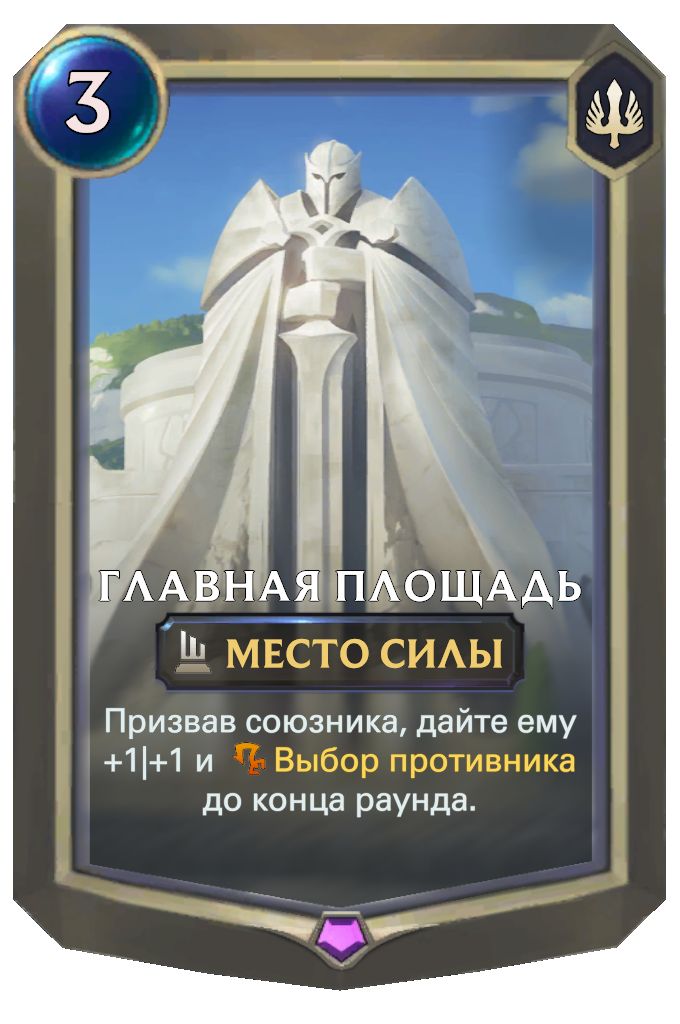 3
ГЛАВНАЯ ПЛОЩАДЬ
МЕСТО СИЛЫ
Призвав союзника, дайте ему
+1|+1 и Выбор противника
до конца раунда.